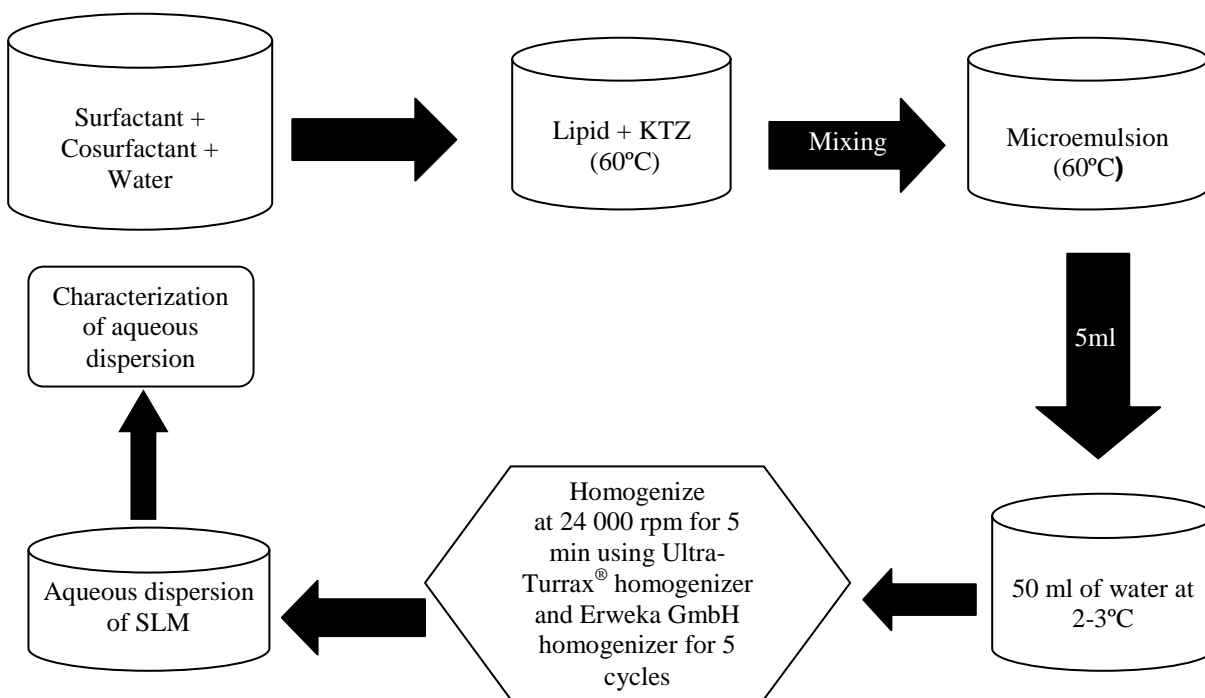 Surfactant +
Cosurfactant +
Water
Lipid + KTZ
(60ºC)
Mixing
Microemulsion
(60ºC)
5ml
50 ml of water at
2-3ºC
Homogenize
at 24 000 rpm for 5
min using Ultra-
Turrax® homogenizer
and Erweka GmbH
homogenizer for 5
cycles
Aqueous dispersion
of SLM
Characterization
of aqueous
dispersion